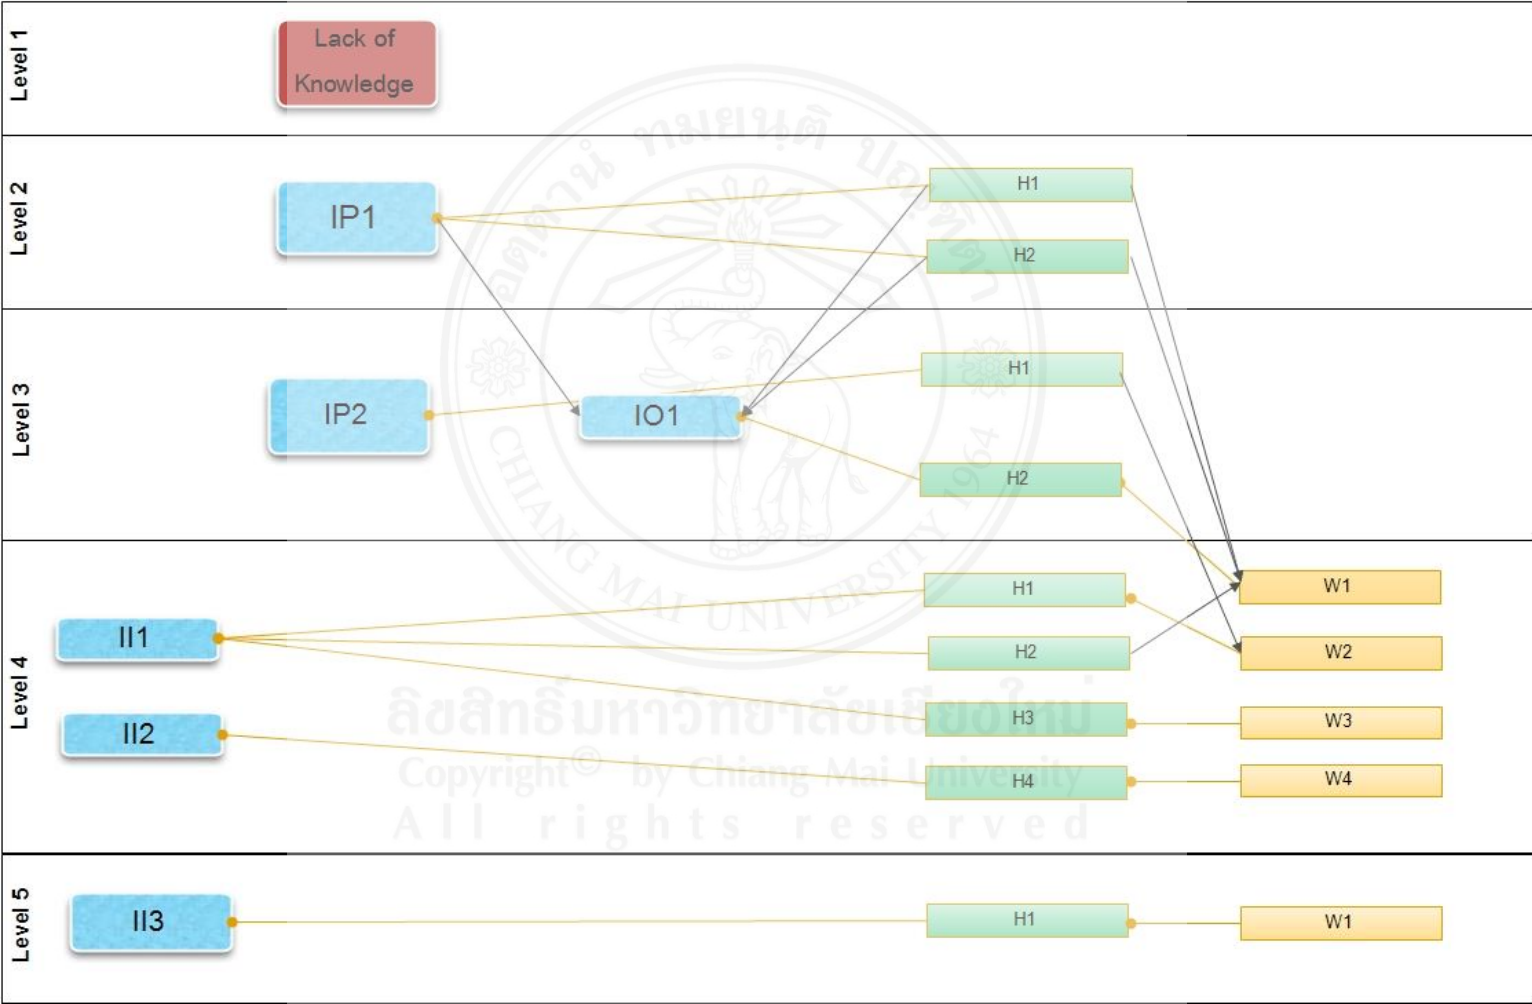 Level 1
Lack of
Knowledge
Level 2
IP1
H1
H2
Level 3
IP2
IO1
H1
H2
Level 4
II1
II2
H1
H2
H3
H4
W1
W2
W3
W4
Level 5
II3
H1
W1
CHIANG MAI UNIVERSITY 1964
ลิขสิทธิ์มหาวิทยาลัยเชียงใหม่
Copyright© by Chiang Mai University
All rights reserved